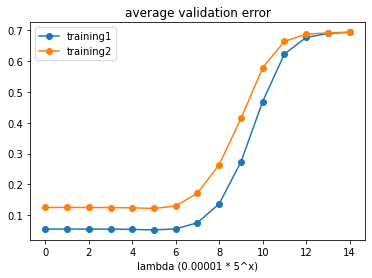 average validation error
training1
training2
0.7
0.6
0.5
0.4
0.3
0.2
0.1
0 2 4 6 8 10 12 14
lambda (0.00001 * 5^x)